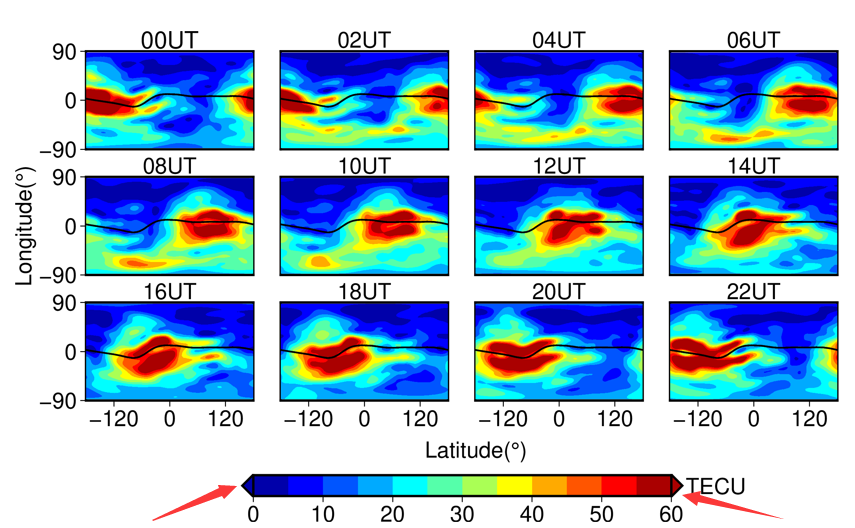 00UT 02UT 04UT 06UT
90
0
−90
08UT 10UT 12UT 14UT
90
0
−90
16UT 18UT 20UT 22UT
90
0
−90
Longitude(°)
−120 0 120 −120 0 120 −120 0 120 −120 0 120
Latitude(°)
TECU
0 10 20 30 40 50 60